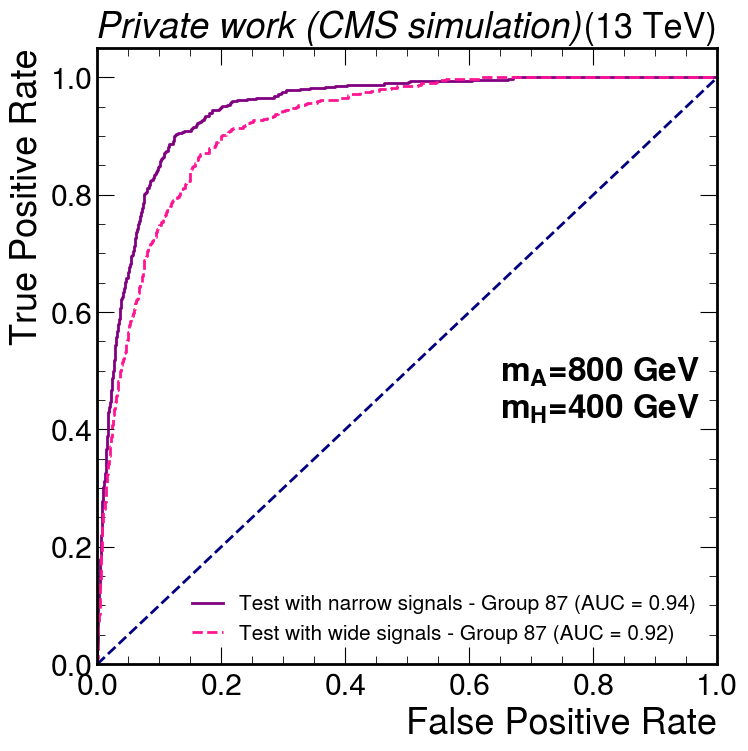 Private work (CMS simulation)(13 TeV)
True Positive Rate
1.0
0.8
0.6
0.4
0.2
0.0
m_A=800 GeV
m_H=400 GeV
Test with narrow signals - Group 87 (AUC = 0.94)
Test with wide signals - Group 87 (AUC = 0.92)
0.0 0.2 0.4 0.6 0.8 1.0
False Positive Rate